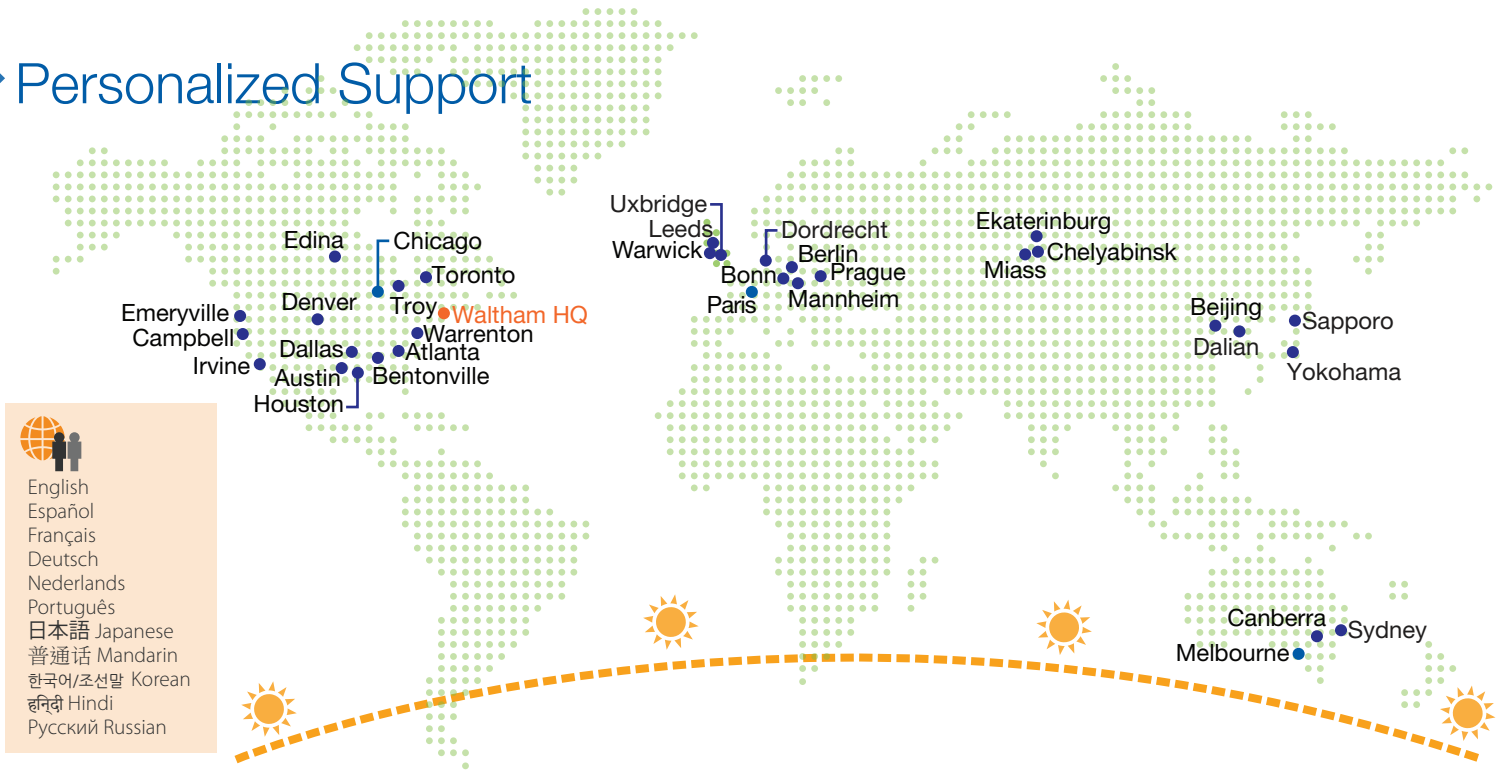 Personalized Support
Uxbridge
Leeds
Warwick
Dordrecht
Berlin
Bonn
Prague
Paris
Mannheim
Ekaterinburg
Chelyabinsk
Miass
Edina
Chicago
Toronto
Denver
Troy
Waltham HQ
Emeryville
Campbell
Warrenton
Irvine
Dallas
Atlanta
Austin
Bentonville
Houston
Beijing
Sapporo
Dalian
Yokohama
English
Español
Français
Deutsch
Nederlands
Português
日本語 Japanese
普通话 Mandarin
한국어/조선말 Korean
हनि्दी Hindi
Русский Russian
Canberra
Sydney
Melbourne